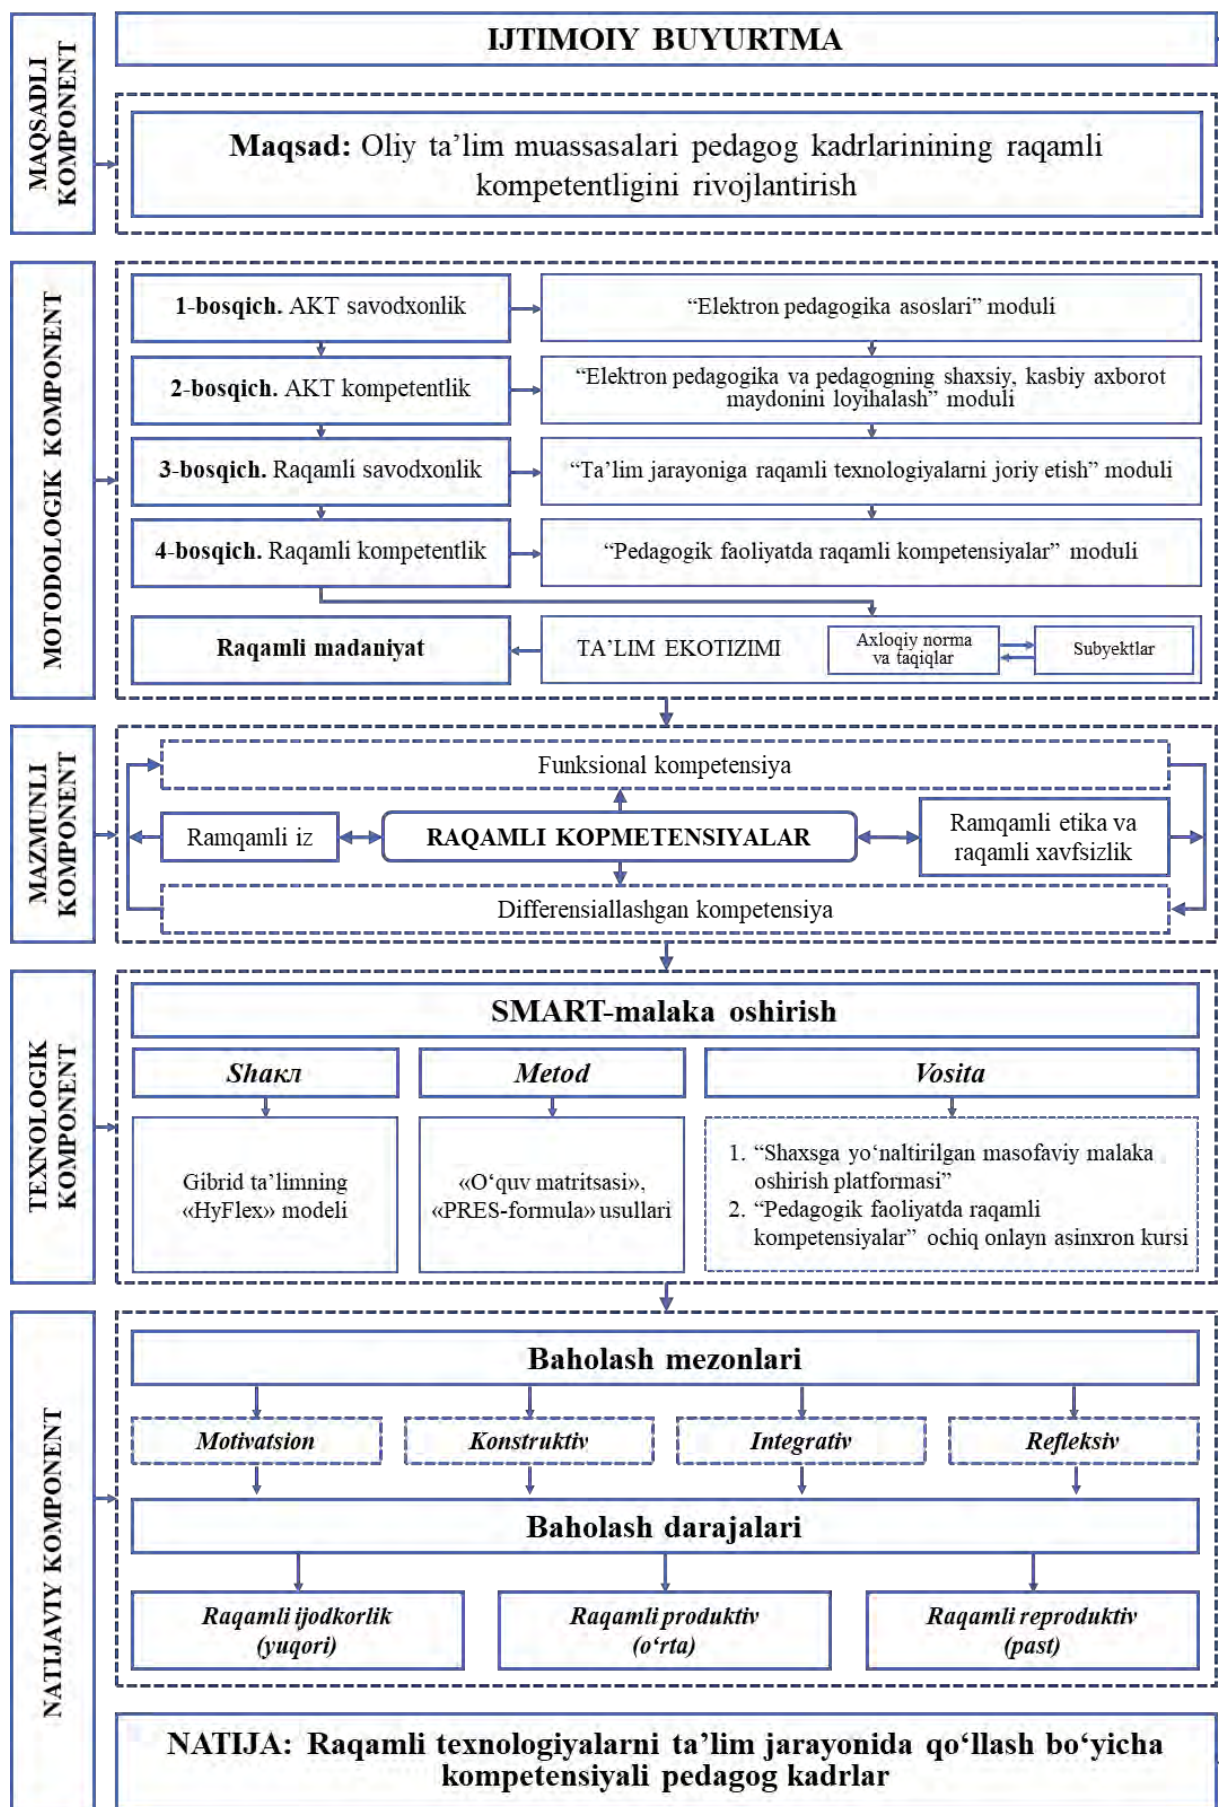 MAQSADLI
KOMPONENT
IJTIMOIY BUYURTMA
Maqsad: Oliy ta’lim muassasalari pedagog kadrlarinining raqamli
kompetentligini rivojlantirish
MOTODOLOGIK KOMPONENT
1-bosqich. AKT savodxonlik
“Elektron pedagogika asoslari” moduli
2-bosqich. AKT kompetentlik
“Elektron pedagogika va pedagogning shaxsiy, kasbiy axborot
maydonini loyihalash” moduli
3-bosqich. Raqamli savodxonlik
“Ta’lim jarayoniga raqamli texnologiyalarni joriy etish” moduli
4-bosqich. Raqamli kompetentlik
“Pedagogik faoliyatda raqamli kompetensiyalar” moduli
Raqamli madaniyat
TA’LIM EKOTIZIMI
Axloqiy norma
va taqiqlar
Subyektlar
MAZMUNLI
KOMPONENT
Funksional kompetensiya
Ramqamli iz
RAQAMLI KOPMETENSIYALAR
Ramqamli etika va
raqamli xavfsizlik
Differensiallashgan kompetensiya
TEXNOLOGIK
KOMPONENT
SMART-malaka oshirish
Shaкл
Metod
Vosita
Gibrid ta’limning
«HyFlex» modeli
«O‘quv matritsasi»,
«PRES-formula» usullari
1. “Shaxsga yo‘naltirilgan masofaviy malaka
oshirish platformasi”
2. “Pedagogik faoliyatda raqamli
kompetensiyalar” ochiq onlayn asinxron kursi
NATIJAVIY KOMPONENT
Baholash mezonlari
Motivatsion
Konstruktiv
Integrativ
Refleksiv
Baholash darajalari
Raqamli ijodkorlik
(yuqori)
Raqamli produktiv
(o‘rta)
Raqamli reproduktiv
(past)
NATIJA: Raqamli texnologiyalarni ta’lim jarayonida qo‘llash bo‘yicha
kompetensiyali pedagog kadrlar